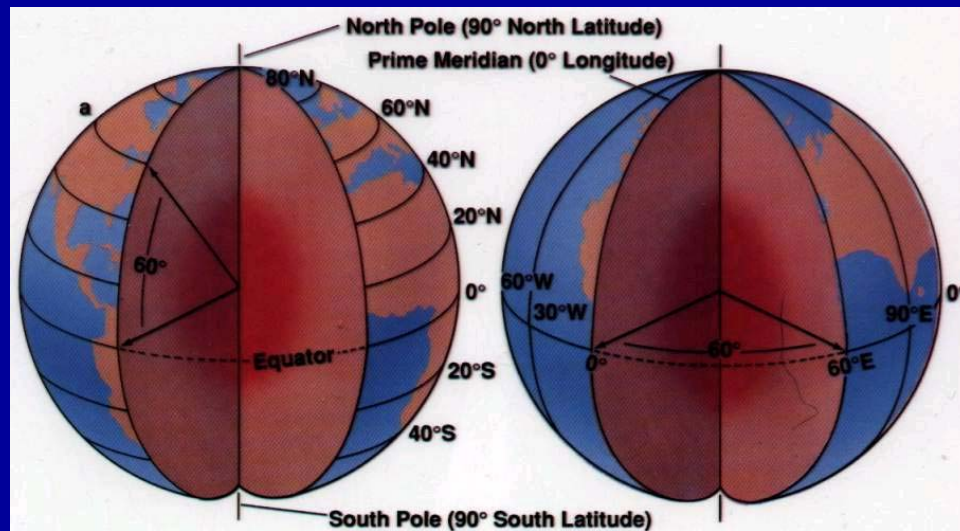 North Pole (90° North Latitude)
Prime Meridian (0° Longitude)
80°N
a
60°N
40°N
20°N
60°
0°
Equator
20°S
40°S
60°W
30°W
0°
60°
60°E
90°E
0°
South Pole (90° South Latitude)